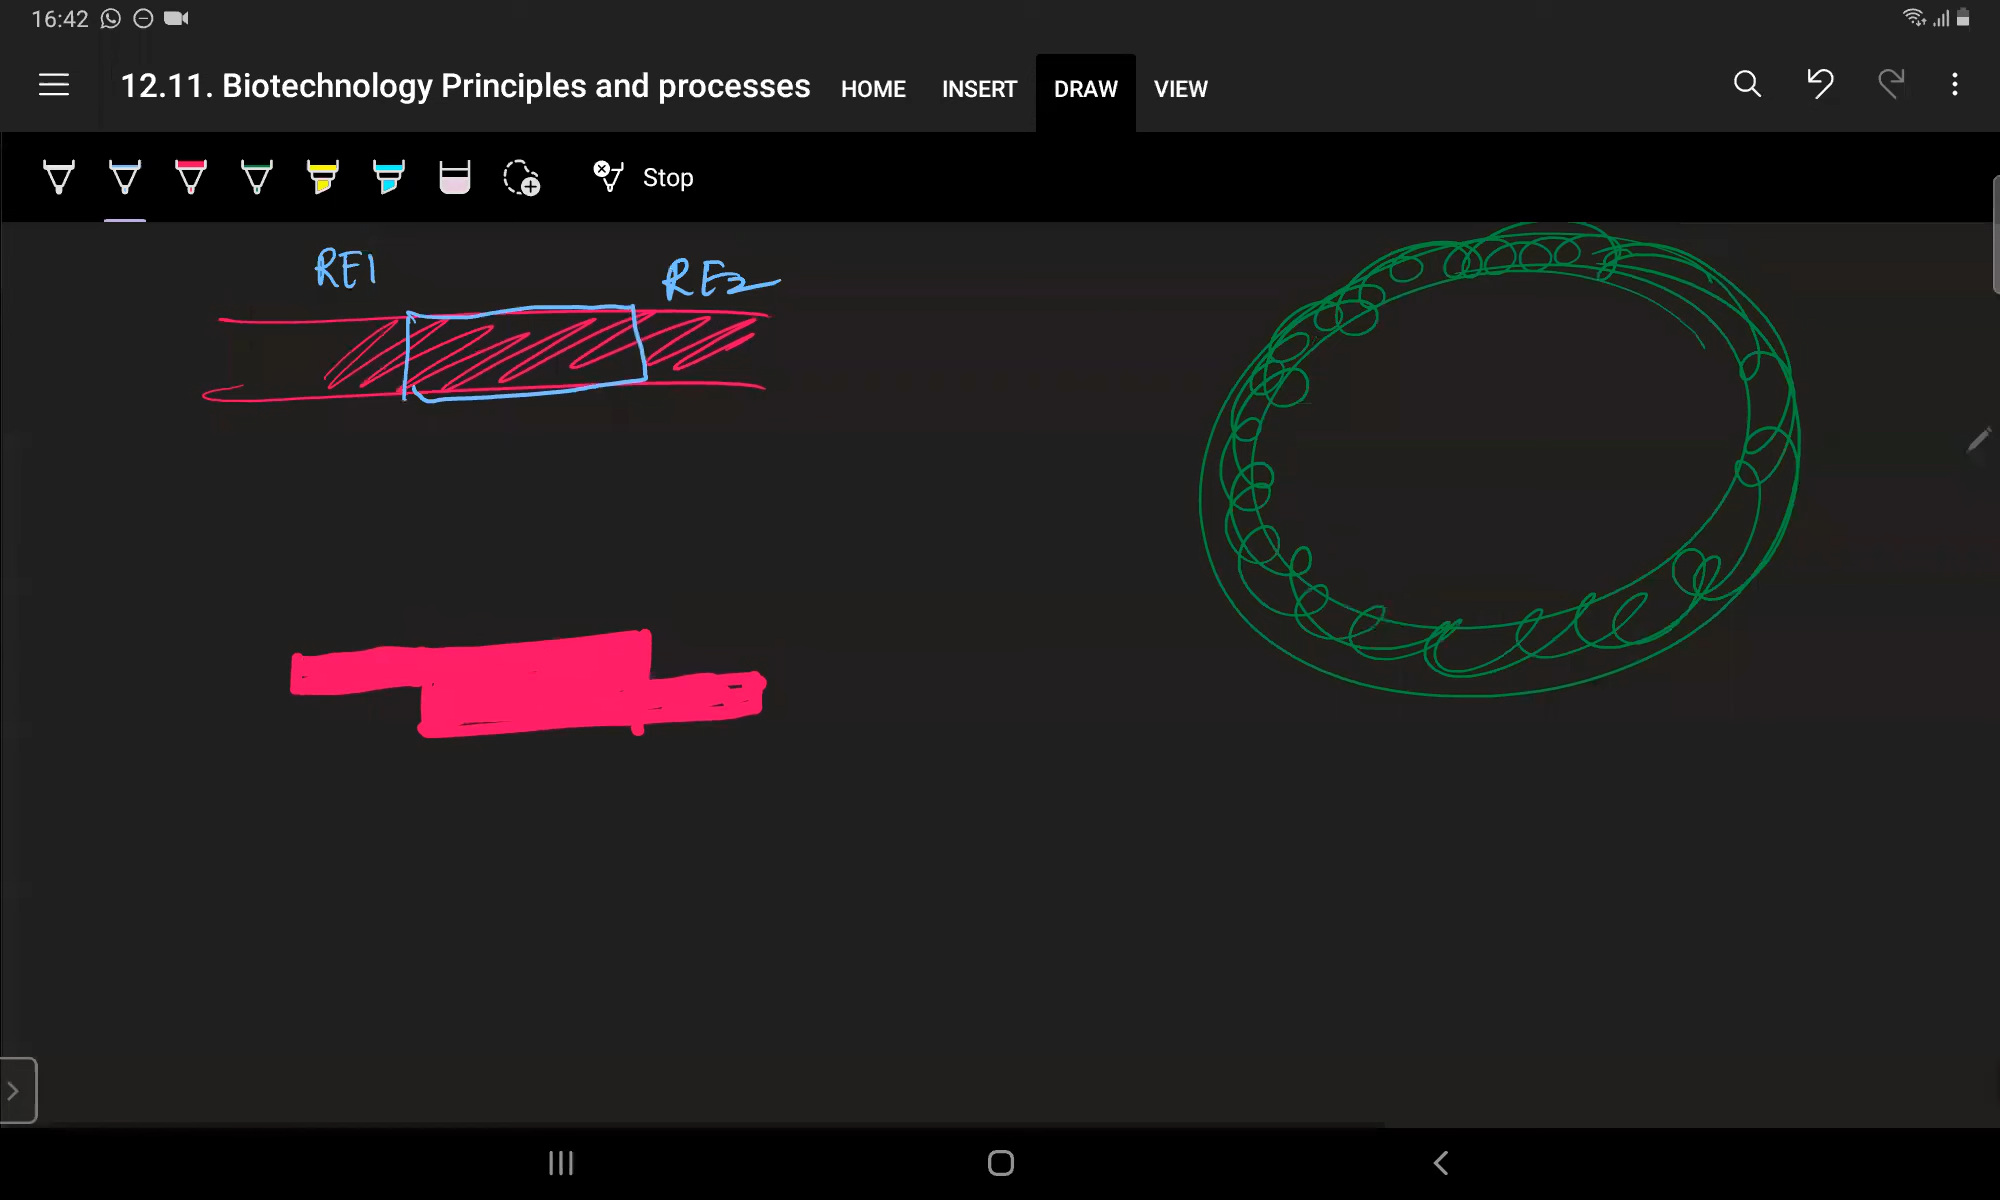 16:42
12.11. Biotechnology Principles and processes HOME INSERT DRAW VIEW
Stop
RE1
RE2